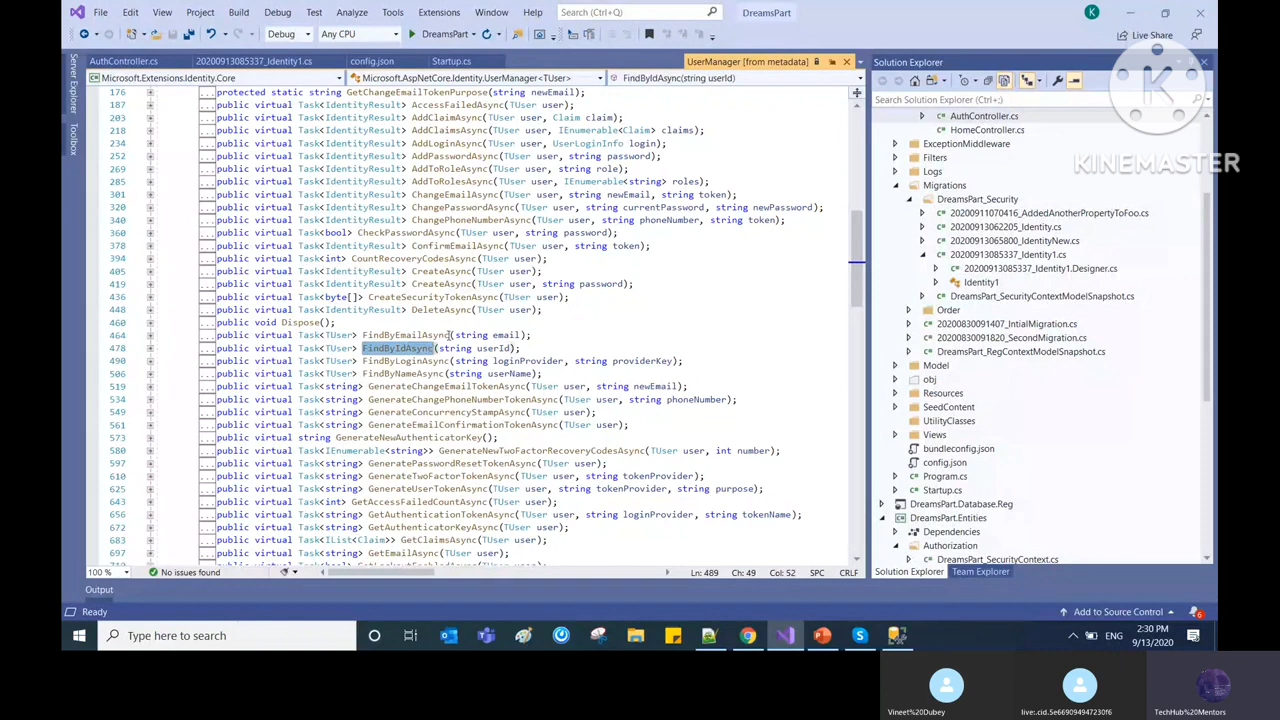 File Edit View Project Build Debug Test Analyze Tools Extensions Window Help Search (Ctrl+Q) DreamsPart K
Debug Any CPU DreamsPart Live Share
AuthController.cs 20200913085337_Identity1.cs config.json Startup.cs UserManager [from metadata]
Microsoft.Extensions.Identity.Core Microsoft.AspNetCore.Identity.UserManager<TUser> FindByIdAsync(string userId)
176 protected static string GetChangeEmailTokenPurpose(string newEmail);
187 public virtual Task<IdentityResult> AccessFailedAsync(TUser user);
203 public virtual Task<IdentityResult> AddClaimAsync(TUser user, Claim claim);
218 public virtual Task<IdentityResult> AddClaimsAsync(TUser user, IEnumerable<Claim> claims);
234 public virtual Task<IdentityResult> AddLoginAsync(TUser user, UserLoginInfo login);
252 public virtual Task<IdentityResult> AddPasswordAsync(TUser user, string password);
269 public virtual Task<IdentityResult> AddToRoleAsync(TUser user, string role);
285 public virtual Task<IdentityResult> AddToRolesAsync(TUser user, IEnumerable<string> roles);
301 public virtual Task<IdentityResult> ChangeEmailAsync(TUser user, string newEmail, string token);
320 public virtual Task<IdentityResult> ChangePasswordAsync(TUser user, string currentPassword, string newPassword);
340 public virtual Task<IdentityResult> ChangePhoneNumberAsync(TUser user, string phoneNumber, string token);
360 public virtual Task<bool> CheckPasswordAsync(TUser user, string password);
378 public virtual Task<IdentityResult> ConfirmEmailAsync(TUser user, string token);
394 public virtual Task<int> CountRecoveryCodesAsync(TUser user);
405 public virtual Task<IdentityResult> CreateAsync(TUser user);
419 public virtual Task<IdentityResult> CreateAsync(TUser user, string password);
436 public virtual Task<byte[]> CreateSecurityTokenAsync(TUser user);
448 public virtual Task<IdentityResult> DeleteAsync(TUser user);
460 public void Dispose();
464 public virtual Task<TUser> FindByEmailAsync(string email);
478 public virtual Task<TUser> FindByIdAsync(string userId);
490 public virtual Task<TUser> FindByLoginAsync(string loginProvider, string providerKey);
506 public virtual Task<TUser> FindByNameAsync(string userName);
519 public virtual Task<string> GenerateChangeEmailTokenAsync(TUser user, string newEmail);
534 public virtual Task<string> GenerateChangePhoneNumberTokenAsync(TUser user, string phoneNumber);
549 public virtual Task<string> GenerateConcurrencyStampAsync(TUser user);
561 public virtual Task<string> GenerateEmailConfirmationTokenAsync(TUser user);
573 public virtual string GenerateNewAuthenticatorKey();
580 public virtual Task<IEnumerable<string>> GenerateNewTwoFactorRecoveryCodesAsync(TUser user, int number);
597 public virtual Task<string> GeneratePasswordResetTokenAsync(TUser user);
610 public virtual Task<string> GenerateTwoFactorTokenAsync(TUser user, string tokenProvider);
625 public virtual Task<string> GenerateUserTokenAsync(TUser user, string tokenProvider, string purpose);
643 public virtual Task<int> GetAccessFailedCountAsync(TUser user);
656 public virtual Task<string> GetAuthenticationTokenAsync(TUser user, string loginProvider, string tokenName);
672 public virtual Task<string> GetAuthenticatorKeyAsync(TUser user);
683 public virtual Task<IList<Claim>> GetClaimsAsync(TUser user);
697 public virtual Task<string> GetEmailAsync(TUser user);
100 % No issues found Ln: 489 Ch: 49 Col: 52 SPC CRLF
Server Explorer
Toolbox
Output
Solution Explorer
Search Solution Explorer (Ctrl+;)
AuthController.cs
HomeController.cs
ExceptionMiddleware
Filters
Logs
Migrations
DreamsPart_Security
20200911070416_AddedAnotherPropertyToFoo.cs
20200913062205_Identity.cs
20200913065800_IdentityNew.cs
20200913085337_Identity1.cs
20200913085337_Identity1.Designer.cs
Identity1
DreamsPart_SecurityContextModelSnapshot.cs
Order
20200830091407_IntialMigration.cs
20200830091820_SecondMigration.cs
DreamsPart_RegContextModelSnapshot.cs
Model
obj
Resources
SeedContent
UtilityClasses
Views
bundleconfig.json
config.json
Program.cs
Startup.cs
DreamsPart.Database.Reg
DreamsPart.Entities
Dependencies
Authorization
DreamsPart_SecurityContext.cs
Solution Explorer Team Explorer
K
KINEMASTER
Ready Add to Source Control 6
Type here to search ENG 2:30 PM
9/13/2020
Vineet%20Dubey live:.cid.5e669094947230f6 TechHub%20Mentors